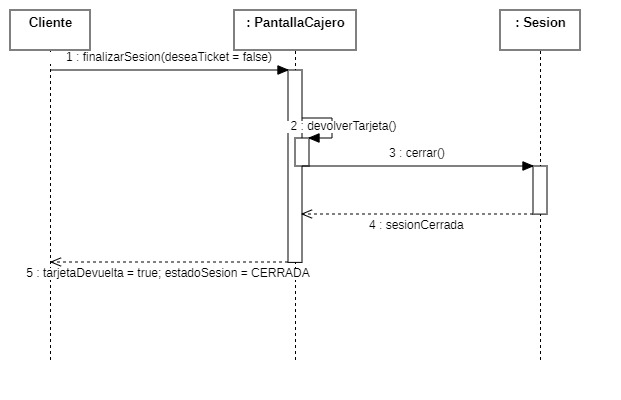 Cliente
: PantallaCajero
: Sesion
1 : finalizarSesion(deseaTicket = false)
2 : devolverTarjeta()
3 : cerrar()
4 : sesionCerrada
5 : tarjetaDevuelta = true; estadoSesion = CERRADA